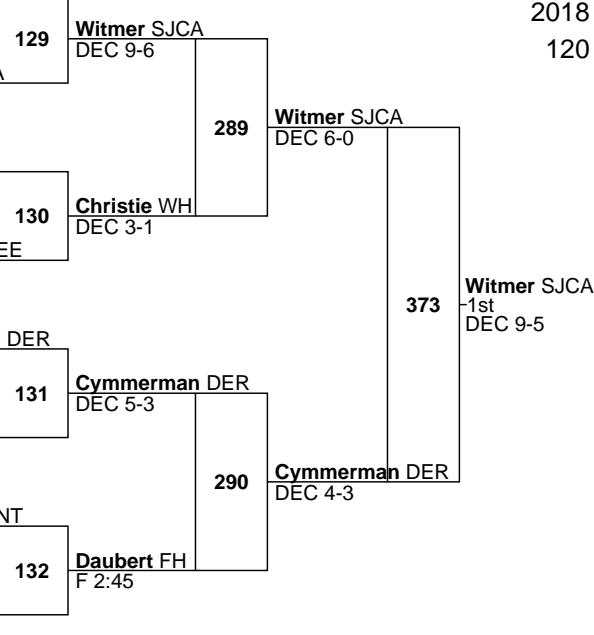 2018
120
129
Witmer SJCA
DEC 9-6
A
289
Witmer SJCA
DEC 6-0
130
Christie WH
DEC 3-1
EE
373
Witmer SJCA
1st
DEC 9-5
DER
131
Cymmerman DER
DEC 5-3
290
Cymmerman DER
DEC 4-3
NT
132
Daubert FH
F 2:45